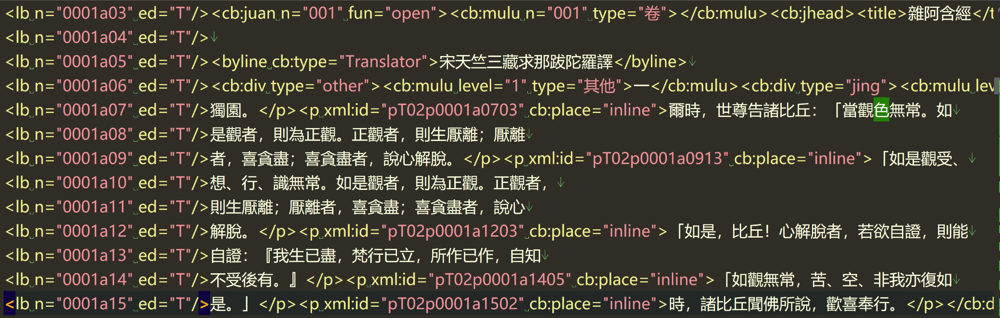 <lb n="0001a03" ed="T"/><cb:juan n="001" fun="open"><cb:mulu n="001" type="卷"></cb:mulu><cb:jhead><title>雜阿含經</t
<lb n="0001a04" ed="T"/>↓
<lb n="0001a05" ed="T"/><byline cb:type="Translator">宋天竺三藏求那跋陀羅譯</byline>↓
<lb n="0001a06" ed="T"/><cb:div type="other"><cb:mulu level="1" type="其他">一</cb:mulu><cb:div type="jing"><cb:mulu lev
<lb n="0001a07" ed="T"/>獨園。</p><p xml:id="pT02p0001a0703" cb:place="inline">爾時，世尊告諸比丘：「當觀色無常。如↓
<lb n="0001a08" ed="T"/>是觀者，則為正觀。正觀者，則生厭離；厭離↓
<lb n="0001a09" ed="T"/>者，喜貪盡；喜貪盡者，說心解脫。</p><p xml:id="pT02p0001a0913" cb:place="inline">「如是觀受、↓
<lb n="0001a10" ed="T"/>想、行、識無常。如是觀者，則為正觀。正觀者，↓
<lb n="0001a11" ed="T"/>則生厭離；厭離者，喜貪盡；喜貪盡者，說心↓
<lb n="0001a12" ed="T"/>解脫。</p><p xml:id="pT02p0001a1203" cb:place="inline">「如是，比丘！心解脫者，若欲自證，則能↓
<lb n="0001a13" ed="T"/>自證：『我生已盡，梵行已立，所作已作，自知↓
<lb n="0001a14" ed="T"/>不受後有。』</p><p xml:id="pT02p0001a1405" cb:place="inline">「如觀無常，苦、空、非我亦復如↓
<lb n="0001a15" ed="T"/>是。」</p><p xml:id="pT02p0001a1502" cb:place="inline">時，諸比丘聞佛所說，歡喜奉行。</p></cb:d